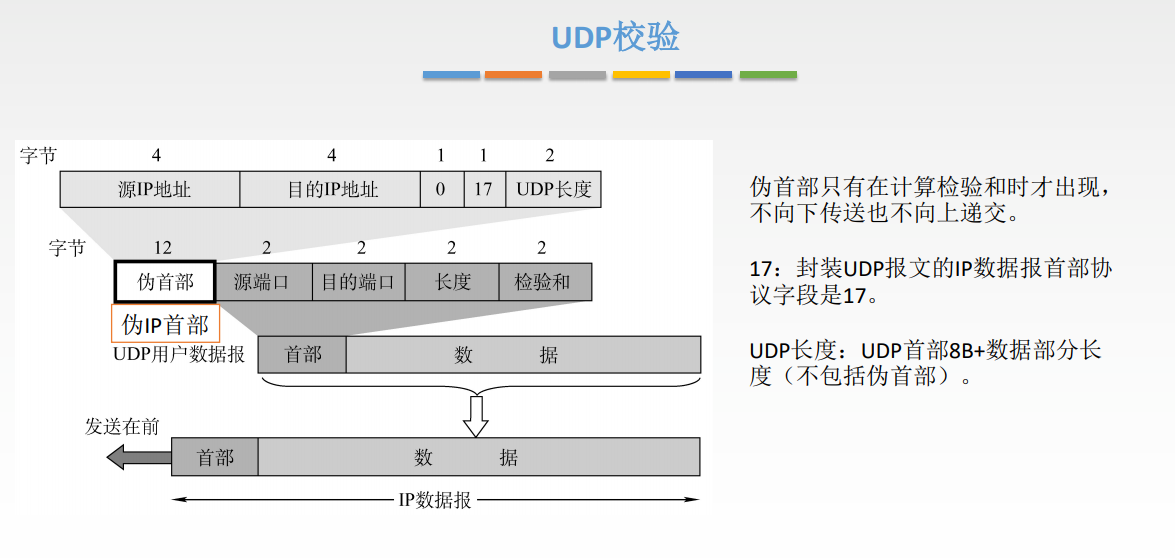 UDP校验
字节 4 4 1 1 2
源IP地址 目的IP地址 0 17 UDP长度
字节 12 2 2 2 2
伪首部 源端口 目的端口 长度 检验和
伪IP首部
UDP用户数据报 首部 数 据
发送在前
首部 数 据
IP数据报
伪首部只有在计算检验和时才出现，
不向下传送也不向上递交。
17：封装UDP报文的IP数据报首部协
议字段是17。
UDP长度：UDP首部8B+数据部分长
度（不包括伪首部）。